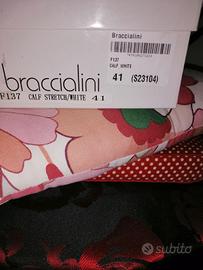 Braccialini
F137
CALF WHITE
41 (S23104)
braccialini
F137 CALF STRETCH/WHITE 41
subito